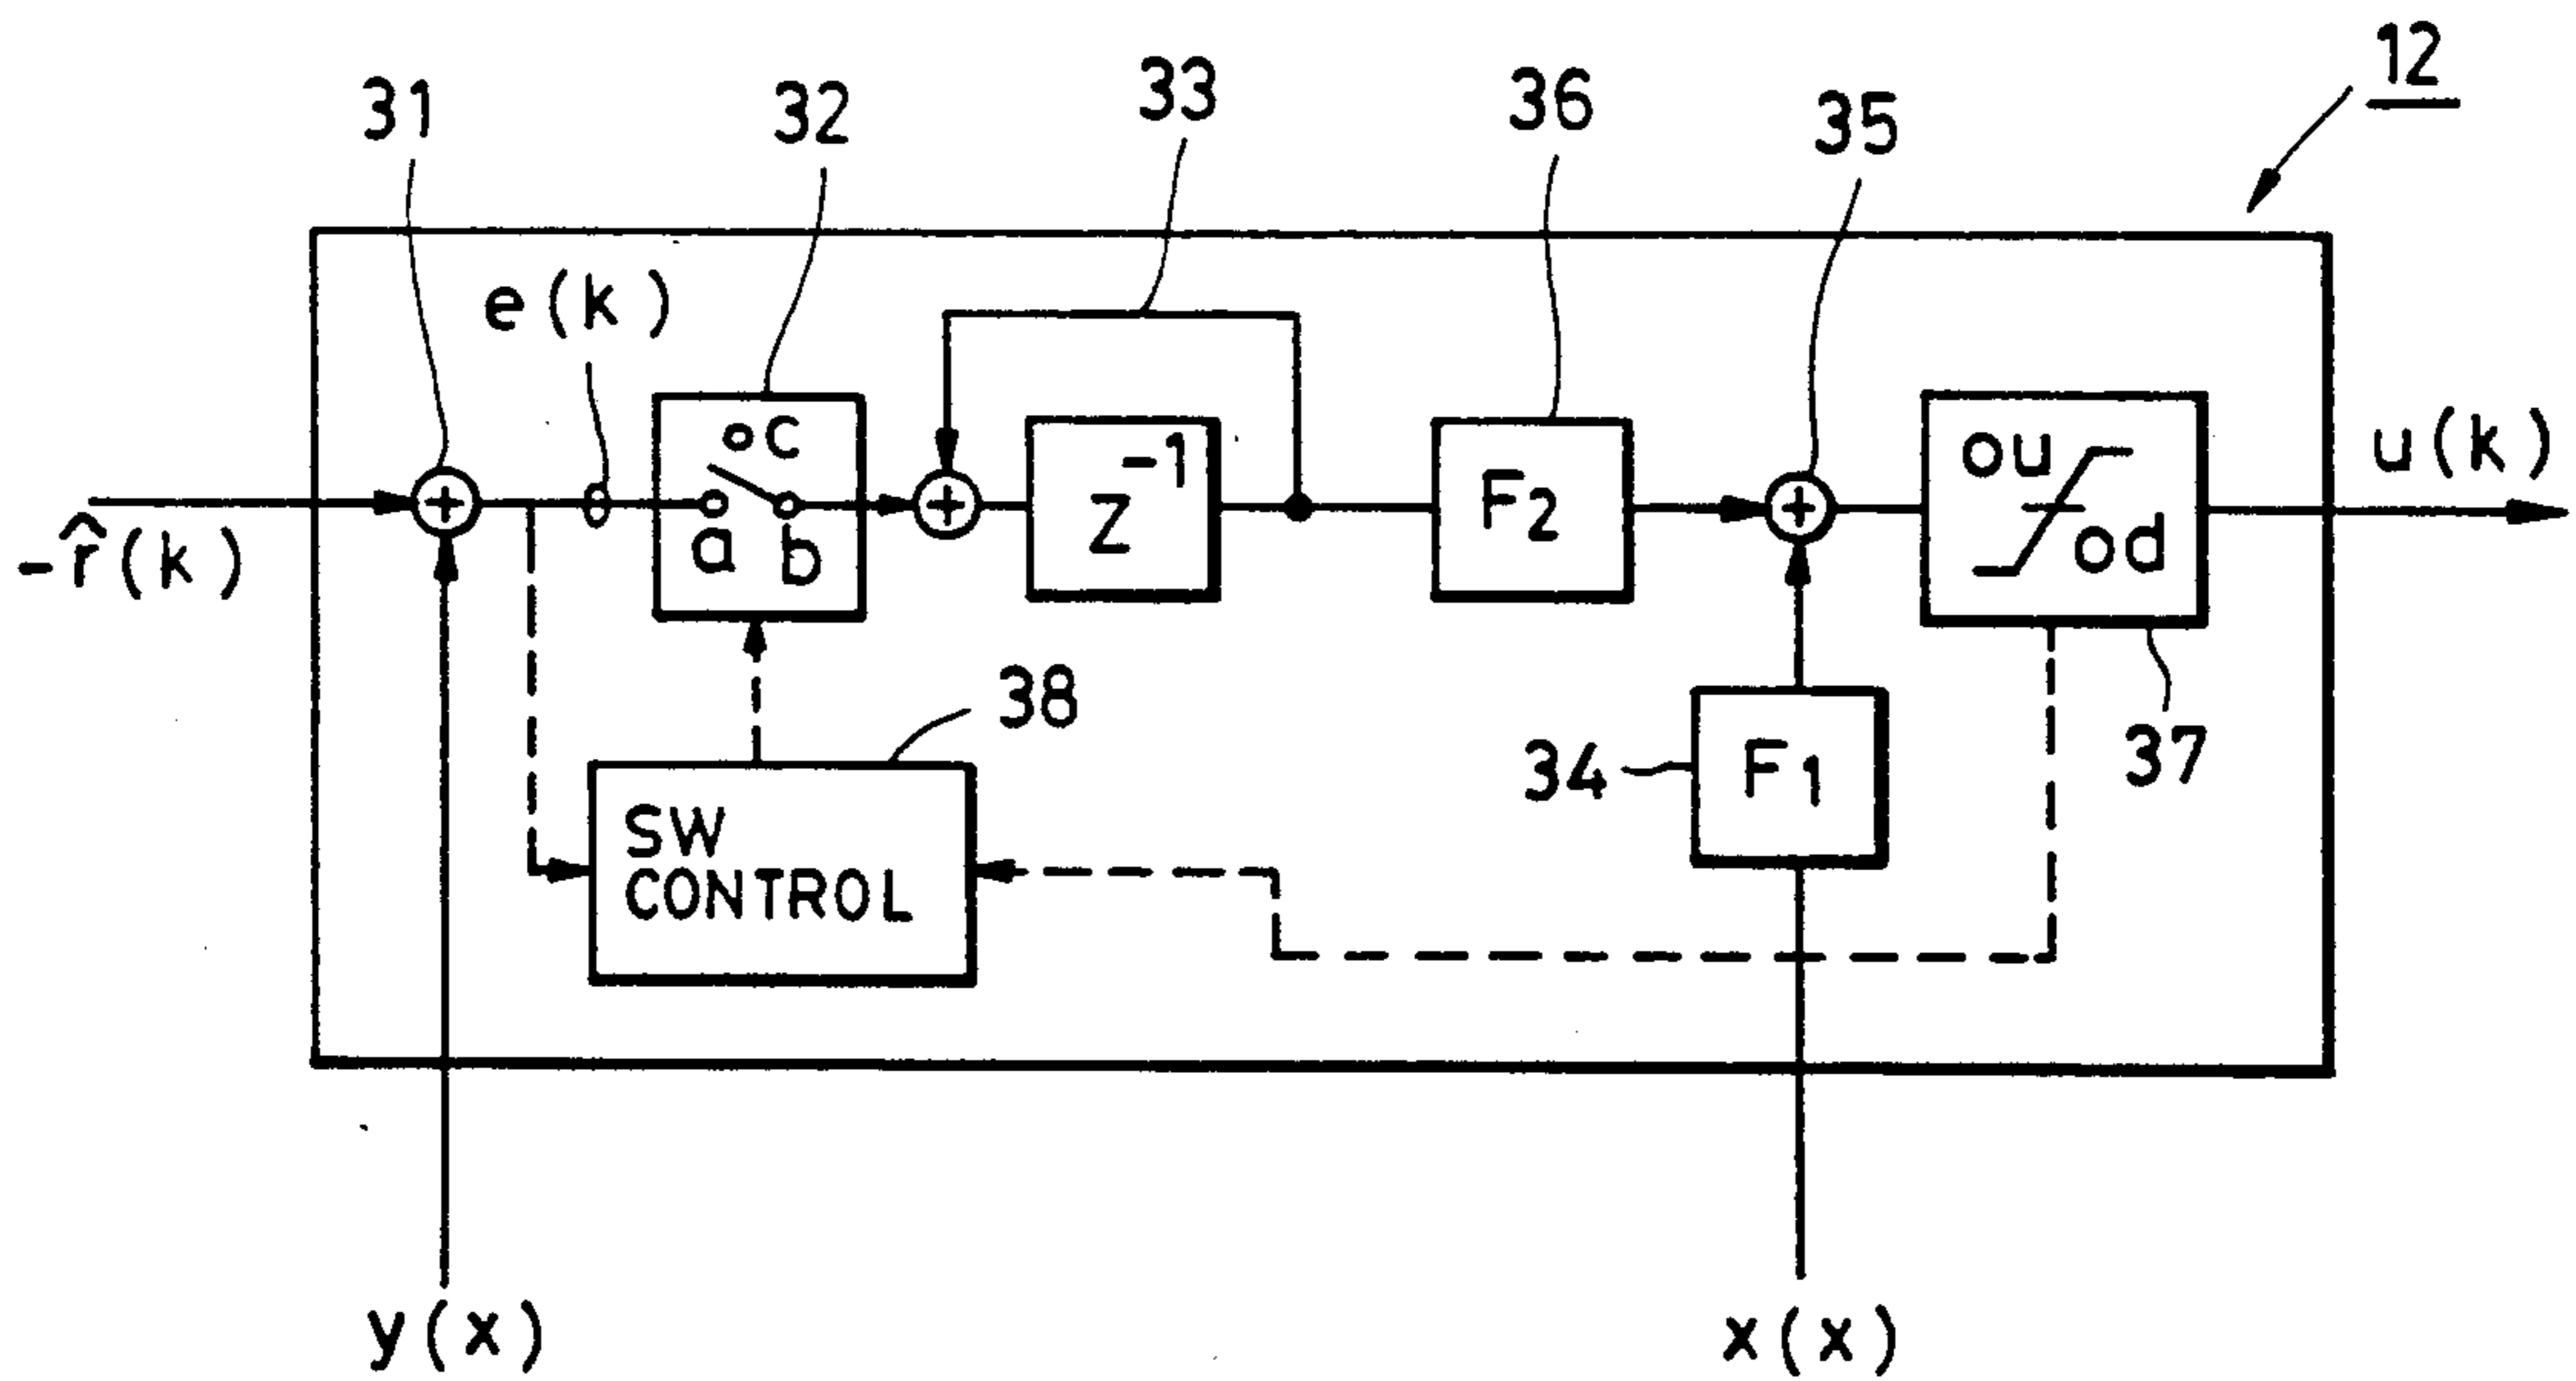 12
31
32
33
36
35
e(k)
c
a
b
z⁻¹
F2
ou
od
u(k)
-r̂(k)
38
SW
CONTROL
34
F1
37
y(x)
x(x)